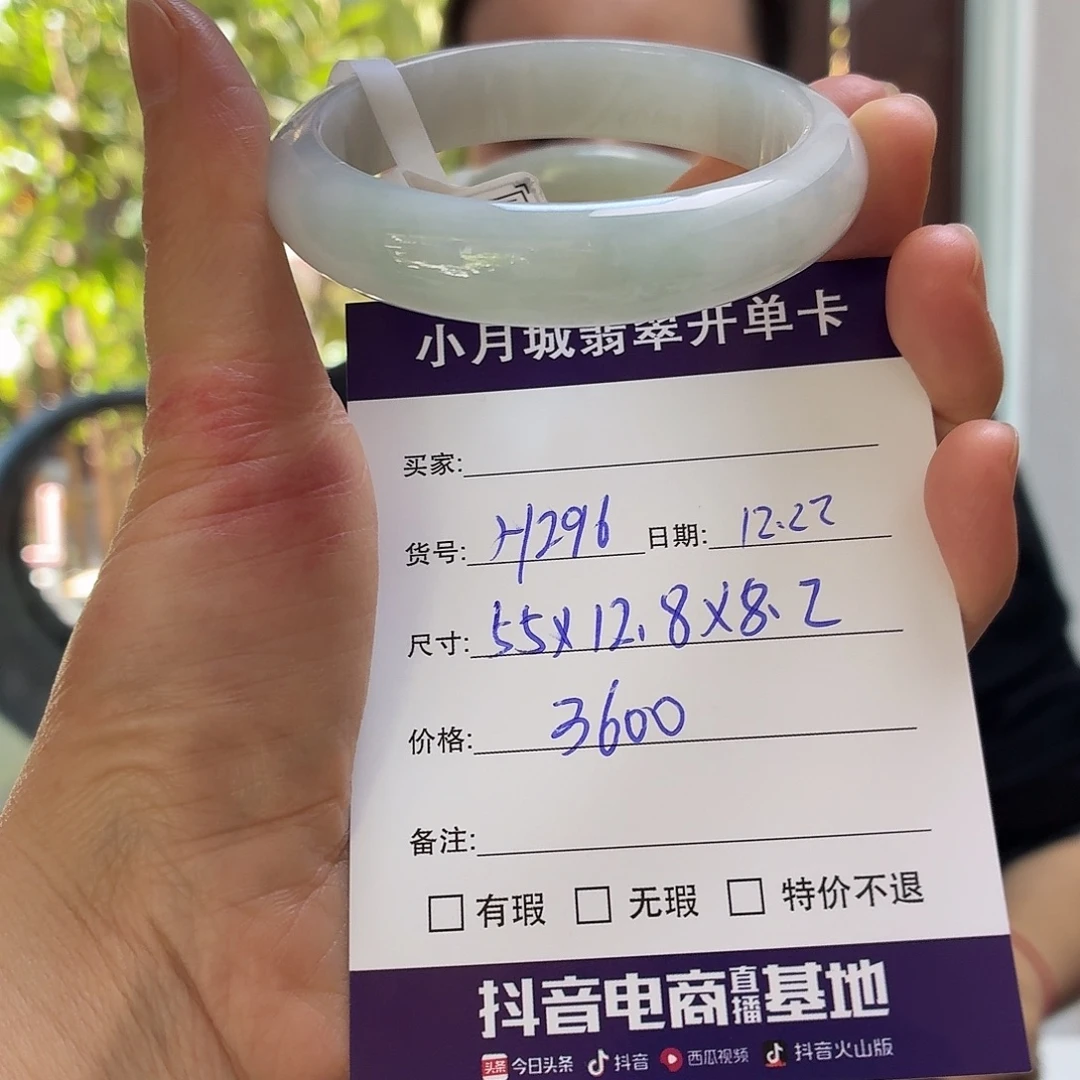 小月城翡翠开单卡
买家:
货号: H296 日期: 12.22
尺寸: 55X12.8X8.2
价格: 3600
备注:
有瑕 无瑕 特价不退
抖音电商直播基地
头条 今日头条 抖音 西瓜视频 抖音火山版